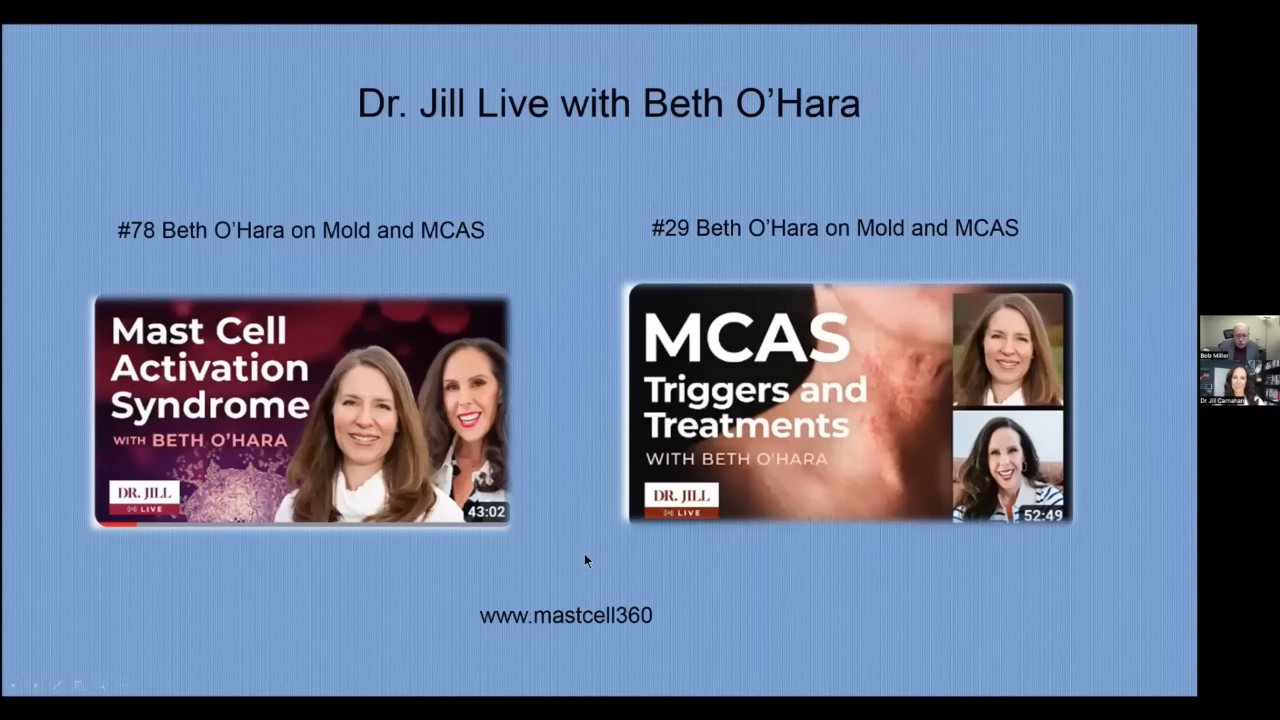 Dr. Jill Live with Beth O’Hara
#78 Beth O’Hara on Mold and MCAS
#29 Beth O’Hara on Mold and MCAS
Mast Cell
Activation
Syndrome
WITH BETH O’HARA
DR. JILL
LIVE
43:02
MCAS
Triggers and
Treatments
WITH BETH O'HARA
DR. JILL
LIVE
52:49
www.mastcell360
Bob Miller
Dr Jill Carnahan